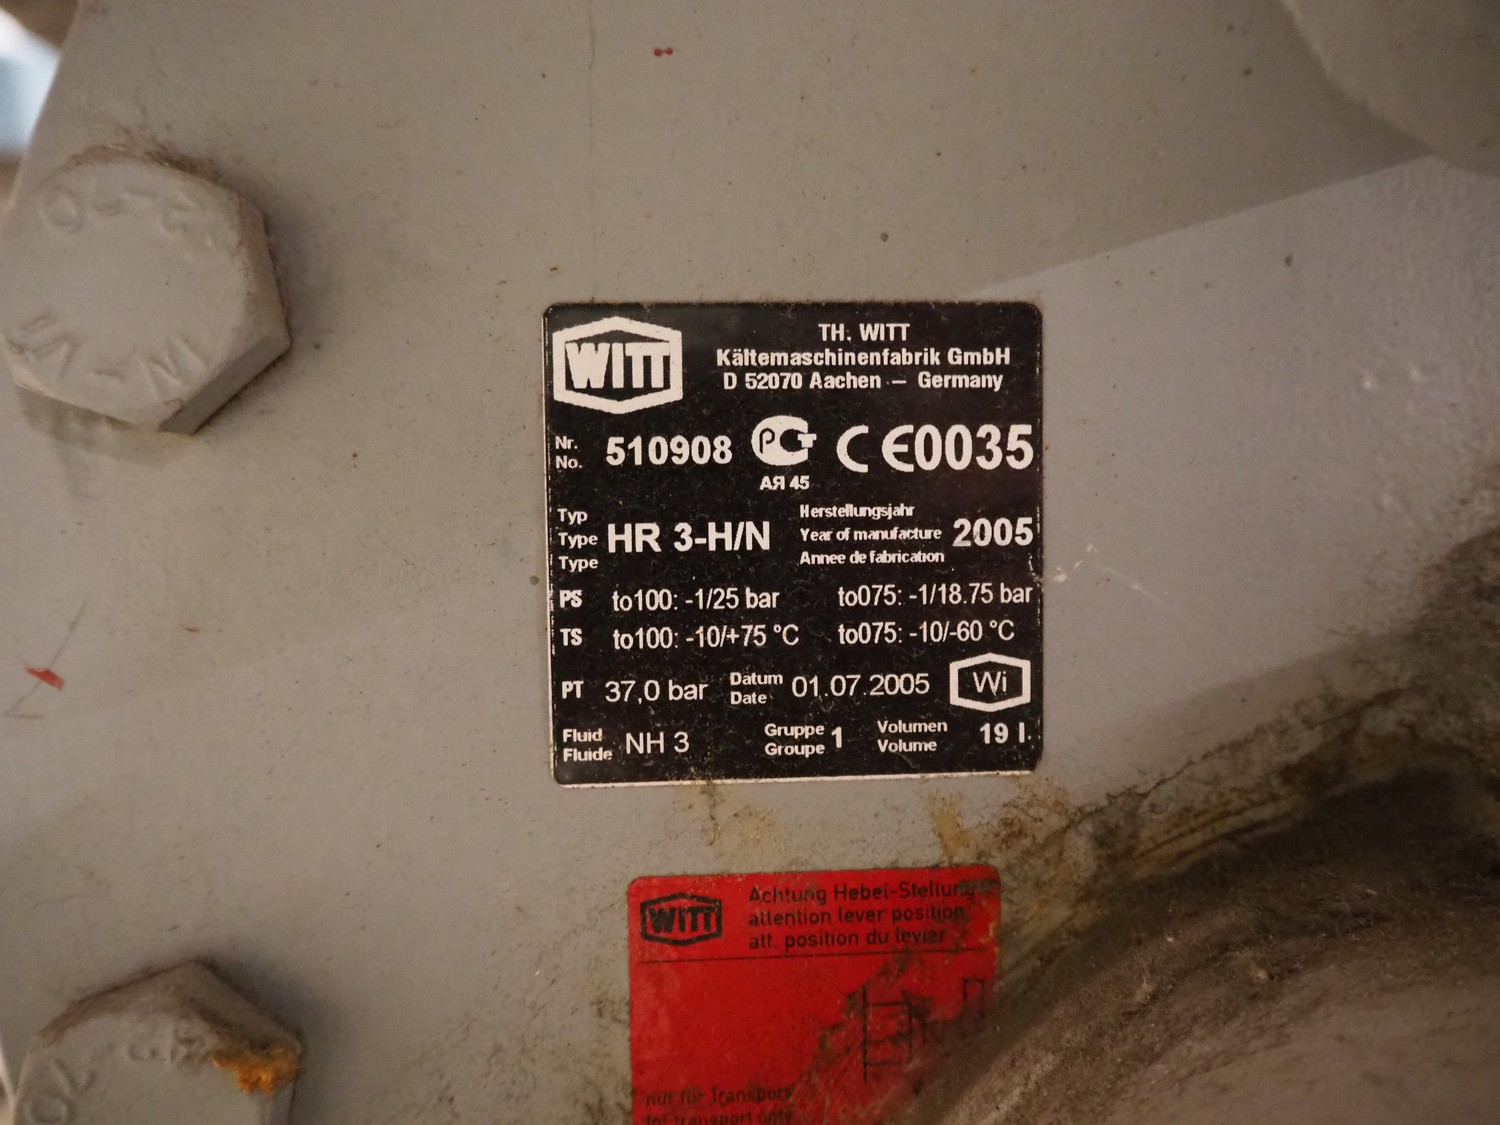 WITT
TH. WITT
Kältemaschinenfabrik GmbH
D 52070 Aachen – Germany
Nr.
No. 510908 РСТ CE0035
АЯ 45
Typ
Type HR 3-H/N
Type
Herstellungsjahr
Year of manufacture 2005
Annee de fabrication
PS to100: -1/25 bar to075: -1/18.75 bar
TS to100: -10/+75 °C to075: -10/-60 °C
PT 37,0 bar Datum
Date 01.07.2005 Wi
Fluid
Fluide NH 3
Gruppe
Groupe 1
Volumen
Volume 19 l.
WITT
Achtung Hebel-Stellung
attention lever position
att. position du levier
nur für Transport
for transport only